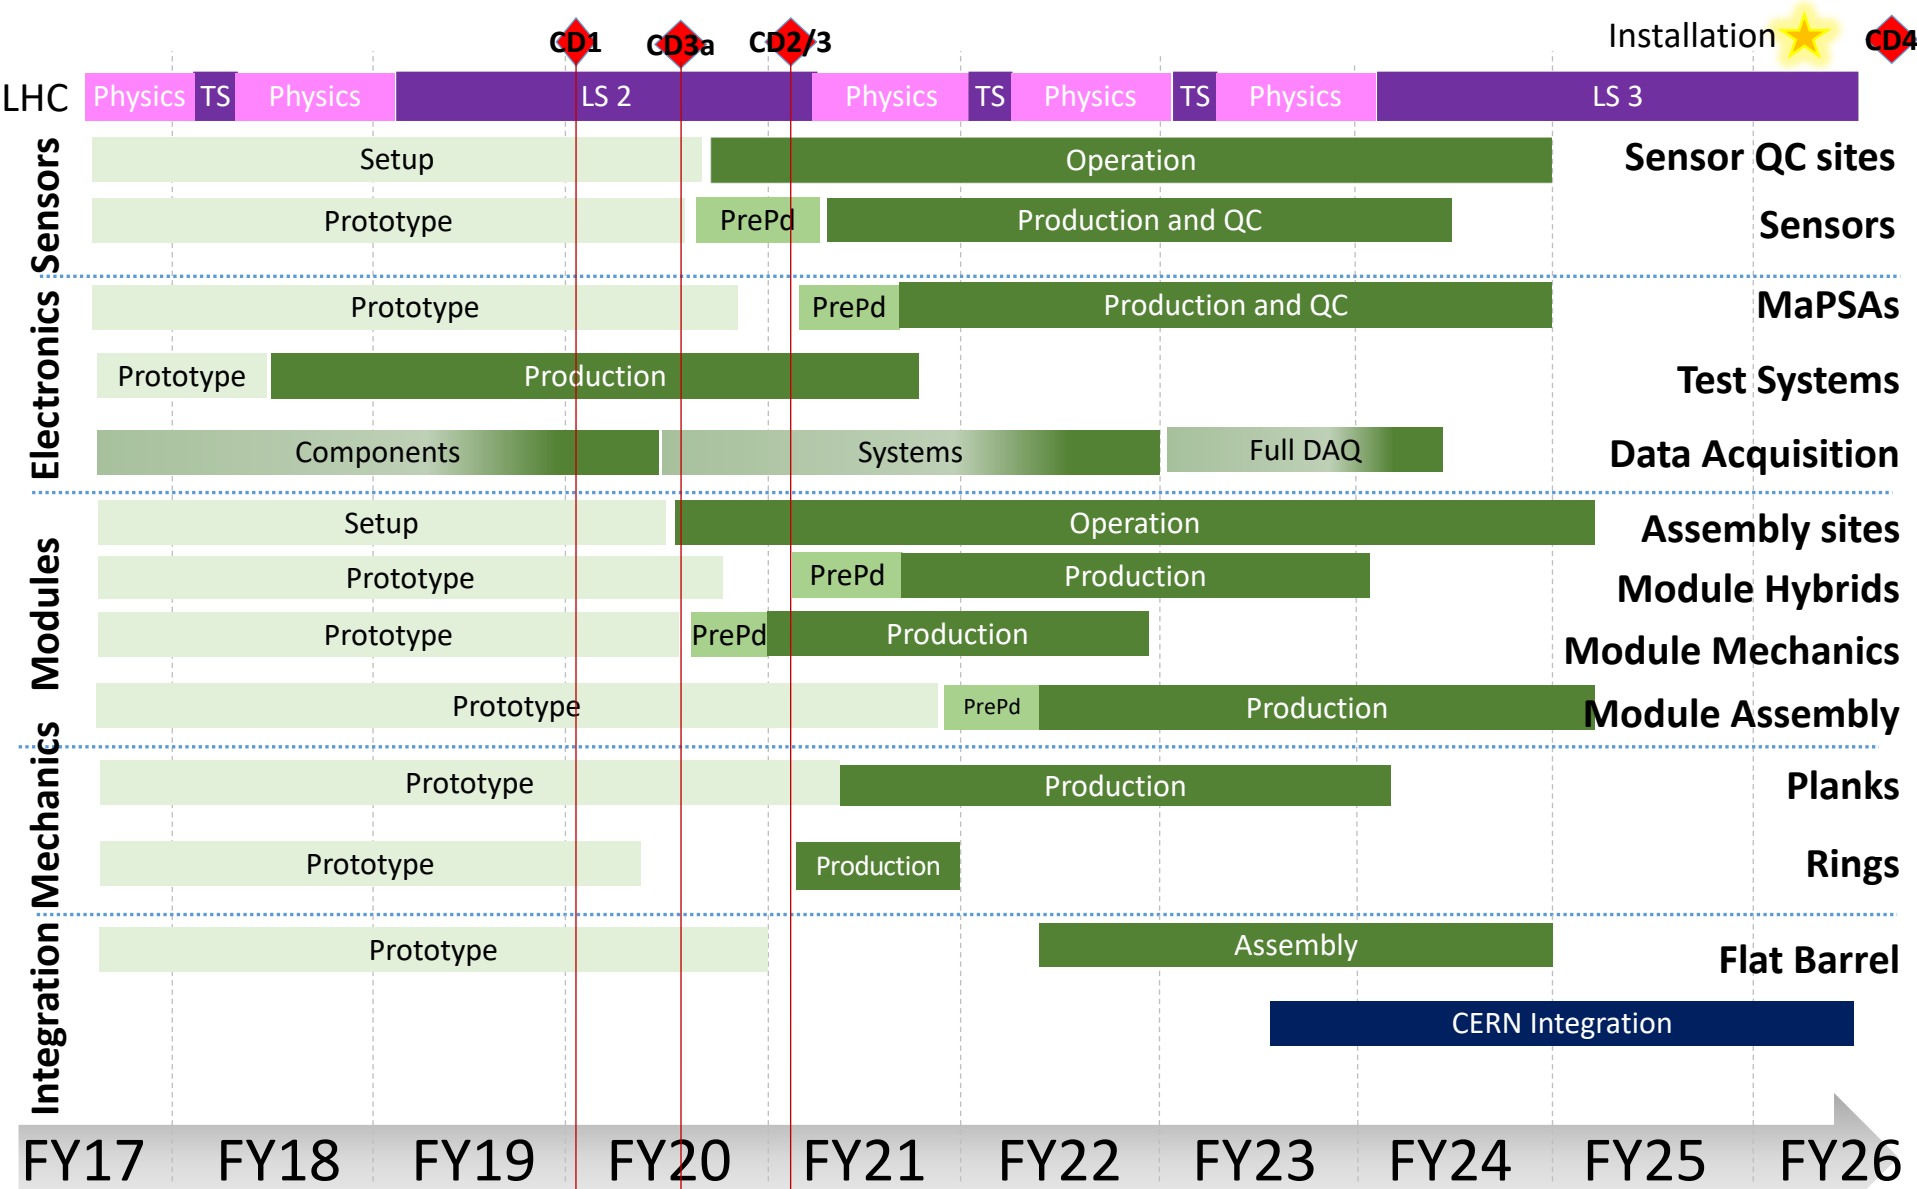 Installation
CD1
CD3a
CD2/3
CD4
LHC
Physics
TS
Physics
LS 2
Physics
TS
Physics
TS
Physics
LS 3
Sensors
Setup
Operation
Sensor QC sites
Prototype
PrePd
Production and QC
Sensors
Electronics
Prototype
PrePd
Production and QC
MaPSAs
Prototype
Production
Test Systems
Components
Systems
Full DAQ
Data Acquisition
Modules
Setup
Operation
Assembly sites
Prototype
PrePd
Production
Module Hybrids
Prototype
PrePd
Production
Module Mechanics
Prototype
PrePd
Production
Module Assembly
Mechanics
Prototype
Production
Planks
Prototype
Production
Rings
Integration
Prototype
Assembly
Flat Barrel
CERN Integration
FY17
FY18
FY19
FY20
FY21
FY22
FY23
FY24
FY25
FY26